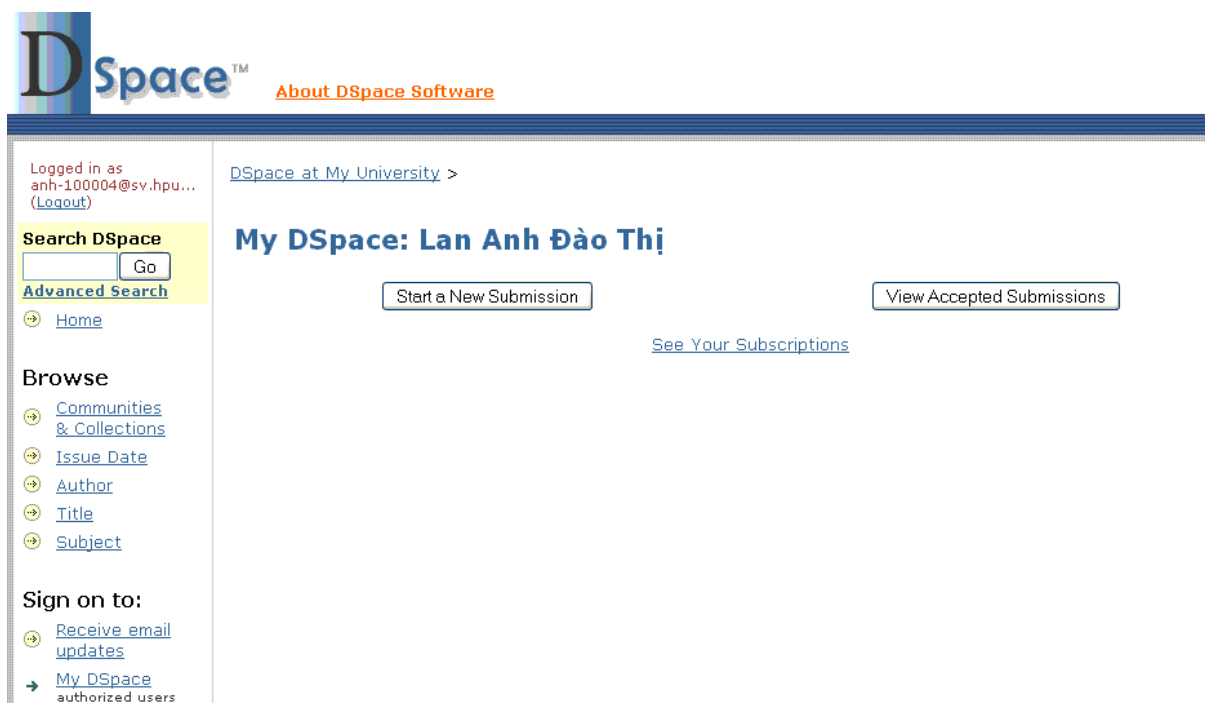 DSpace™
About DSpace Software
Logged in as
anh-100004@sv.hpu...
(Logout)
Search DSpace
Go
Advanced Search
Home
Browse
Communities
& Collections
Issue Date
Author
Title
Subject
Sign on to:
Receive email
updates
My DSpace
authorized users
DSpace at My University >
My DSpace: Lan Anh Đào Thị
Start a New Submission
View Accepted Submissions
See Your Subscriptions